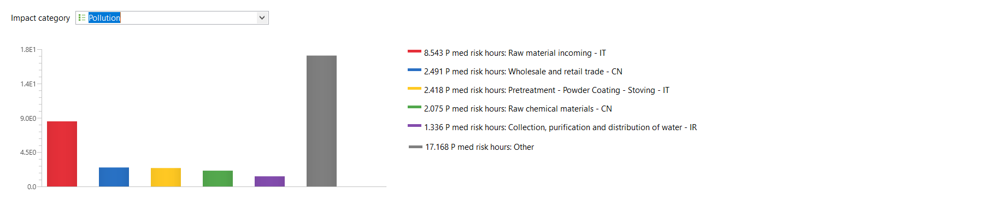 Impact category Pollution
1.8E1
1.4E1
9.0E0
4.5E0
0.0
8.543 P med risk hours: Raw material incoming - IT
2.491 P med risk hours: Wholesale and retail trade - CN
2.418 P med risk hours: Pretreatment - Powder Coating - Stoving - IT
2.075 P med risk hours: Raw chemical materials - CN
1.336 P med risk hours: Collection, purification and distribution of water - IR
17.168 P med risk hours: Other